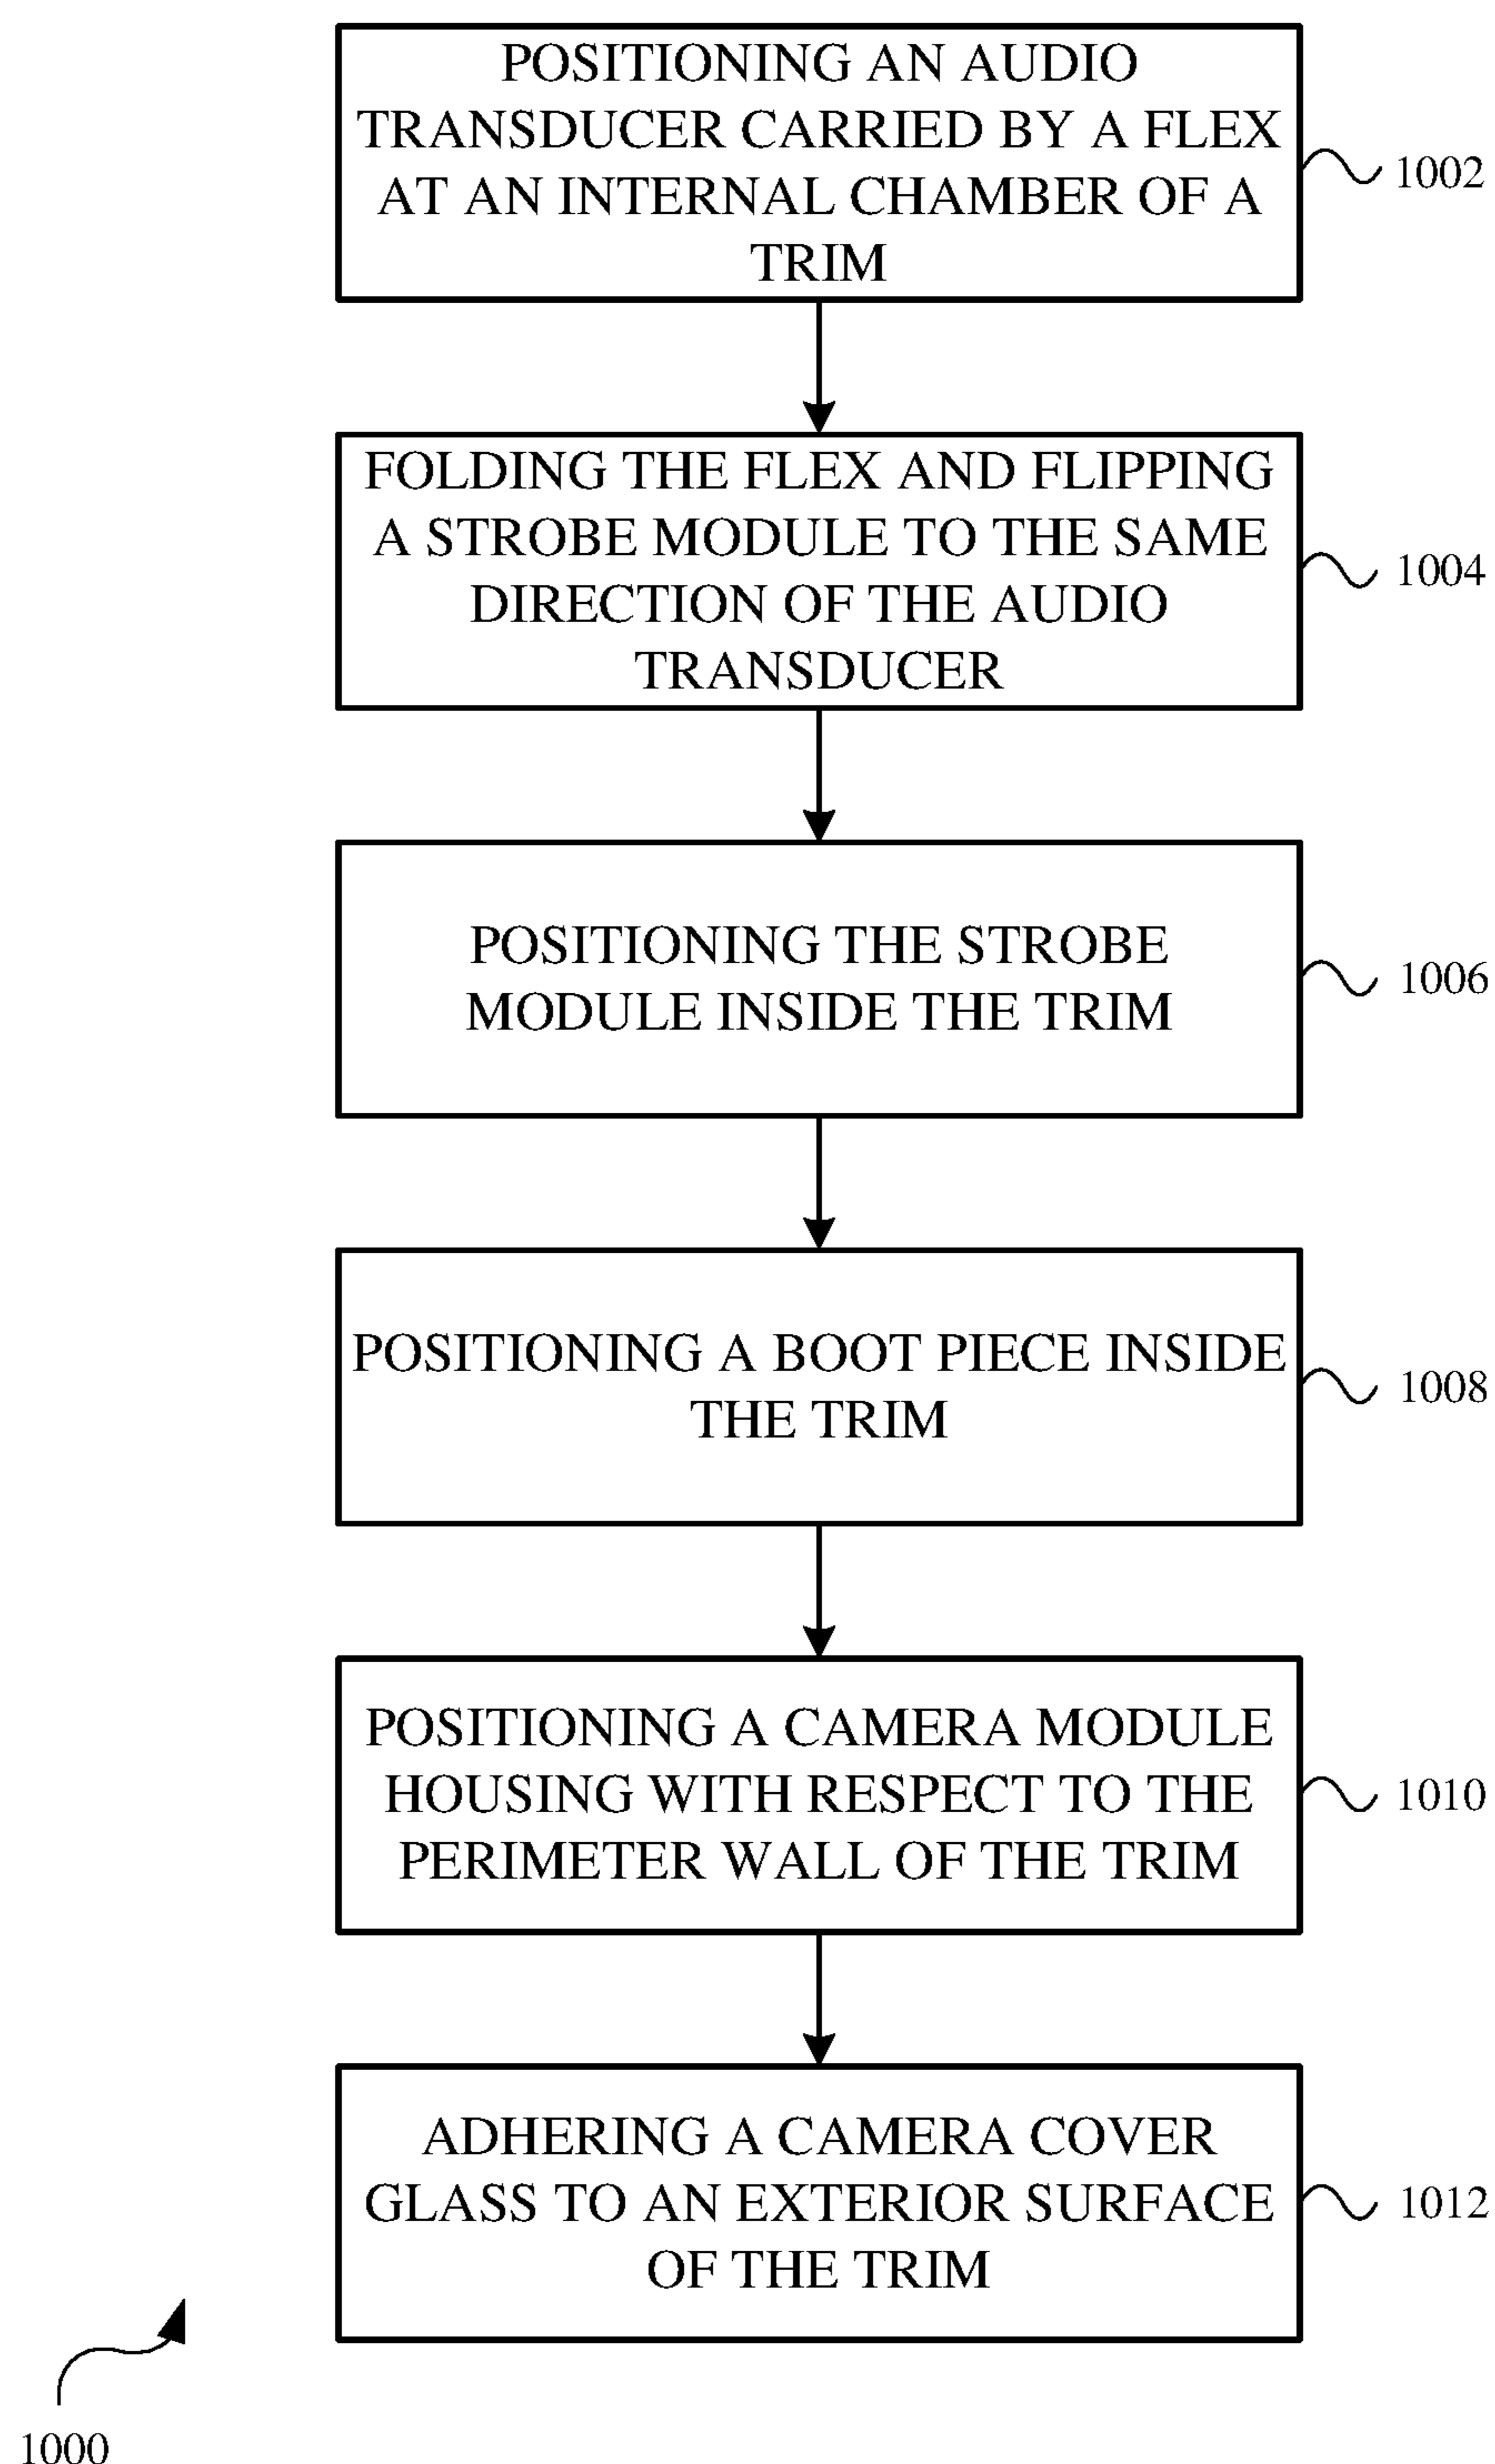 POSITIONING AN AUDIO
TRANSDUCER CARRIED BY A FLEX
AT AN INTERNAL CHAMBER OF A
TRIM
1002
FOLDING THE FLEX AND FLIPPING
A STROBE MODULE TO THE SAME
DIRECTION OF THE AUDIO
TRANSDUCER
1004
POSITIONING THE STROBE
MODULE INSIDE THE TRIM
1006
POSITIONING A BOOT PIECE INSIDE
THE TRIM
1008
POSITIONING A CAMERA MODULE
HOUSING WITH RESPECT TO THE
PERIMETER WALL OF THE TRIM
1010
ADHERING A CAMERA COVER
GLASS TO AN EXTERIOR SURFACE
OF THE TRIM
1012
1000